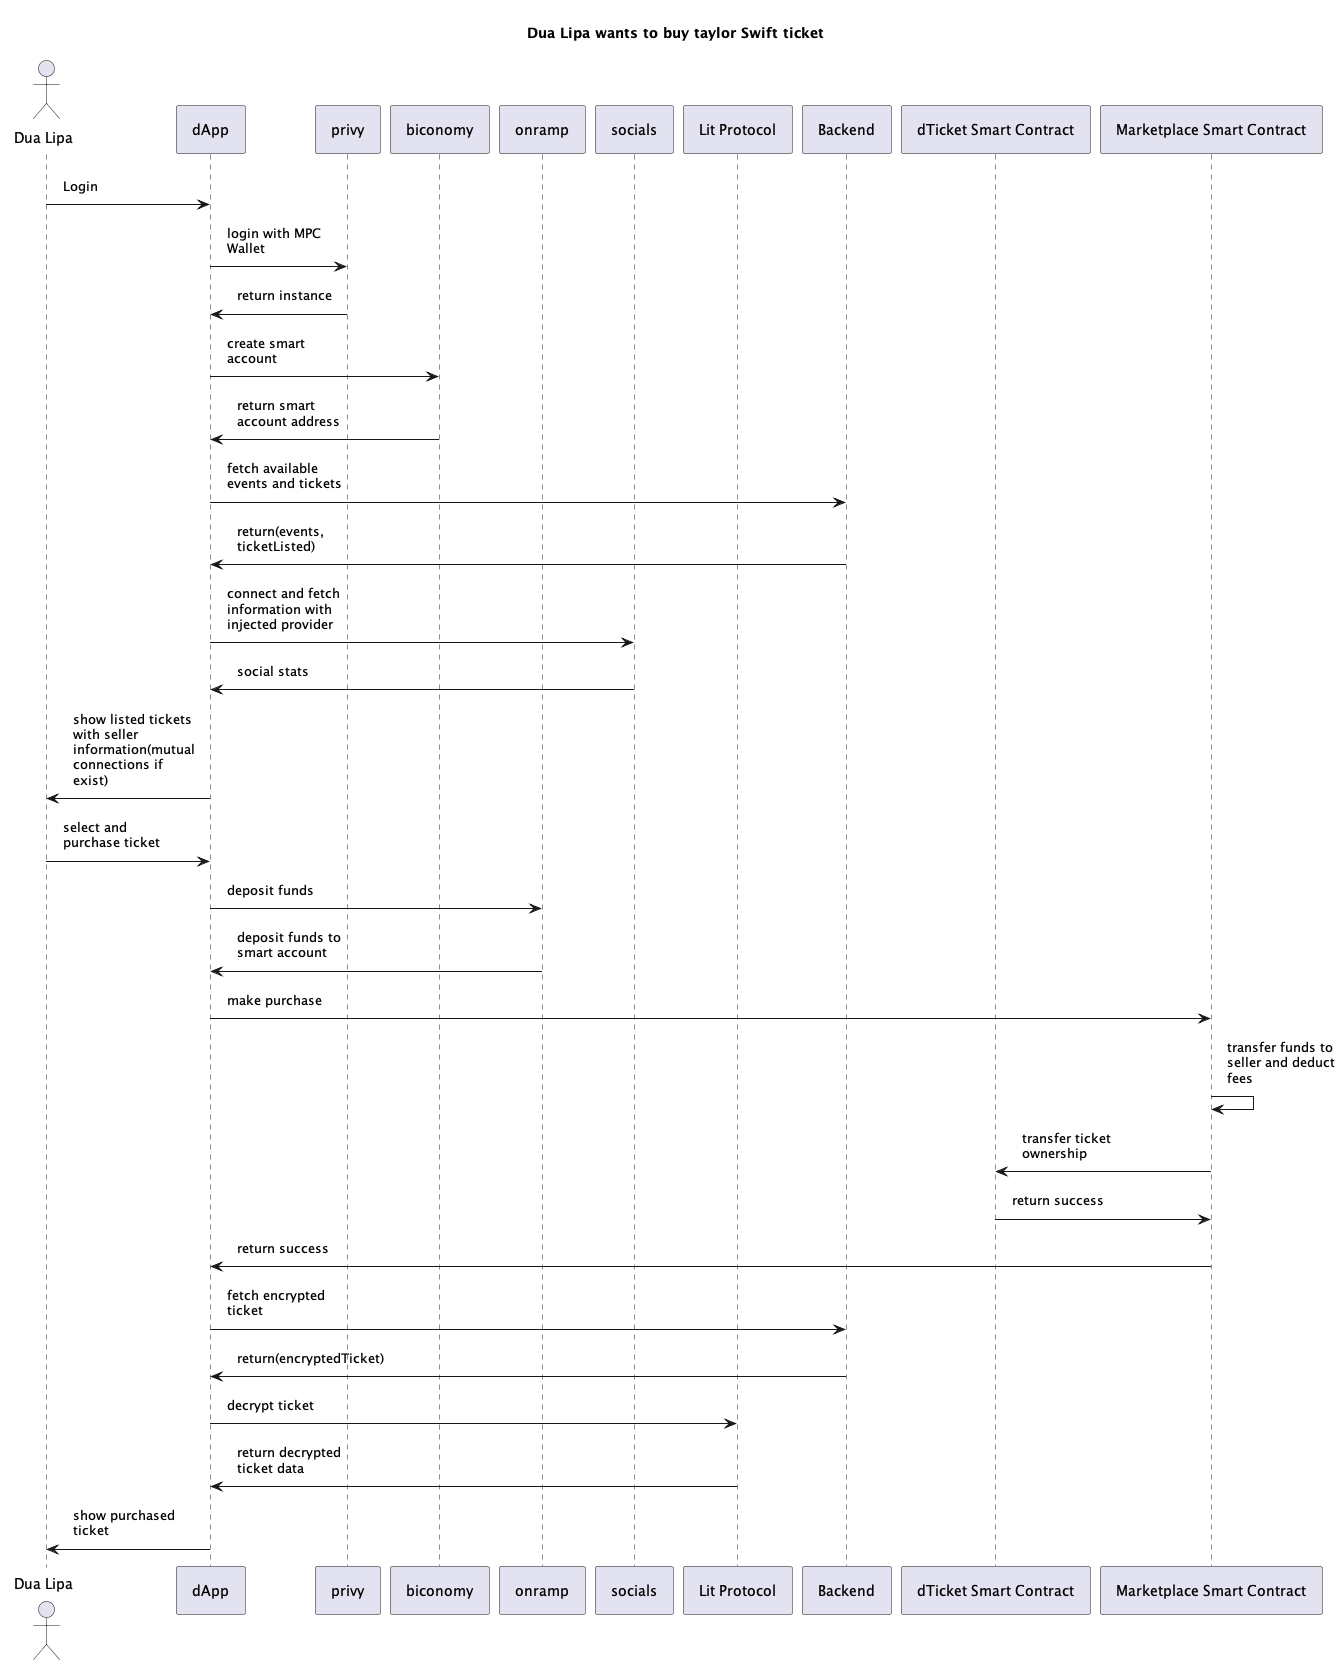 Dua Lipa wants to buy taylor Swift ticket
Dua Lipa
dApp
privy
biconomy
onramp
socials
Lit Protocol
Backend
dTicket Smart Contract
Marketplace Smart Contract
Login
login with MPC
Wallet
return instance
create smart
account
return smart
account address
fetch available
events and tickets
return(events,
ticketListed)
connect and fetch
information with
injected provider
social stats
show listed tickets
with seller
information(mutual
connections if
exist)
select and
purchase ticket
deposit funds
deposit funds to
smart account
make purchase
transfer funds to
seller and deduct
fees
transfer ticket
ownership
return success
return success
fetch encrypted
ticket
return(encryptedTicket)
decrypt ticket
return decrypted
ticket data
show purchased
ticket
Dua Lipa
dApp
privy
biconomy
onramp
socials
Lit Protocol
Backend
dTicket Smart Contract
Marketplace Smart Contract